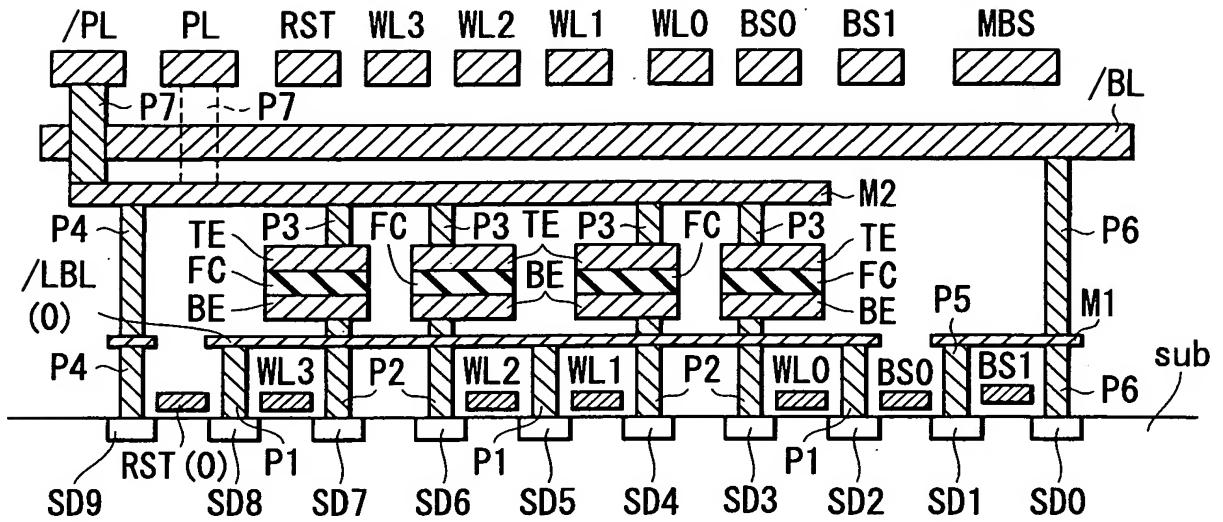 /PL PL RST WL3 WL2 WL1 WL0 BS0 BS1 MBS
P7 P7 /BL
M2
P4 TE P3 FC P3 TE P3 FC P3 TE P6
/LBL FC BE FC
(0) BE P5 BE M1
P4 WL3 P2 WL2 WL1 P2 WL0 BS0 BS1 P6 sub
RST(0) P1 P1 P1
SD9 SD8 SD7 SD6 SD5 SD4 SD3 SD2 SD1 SD0